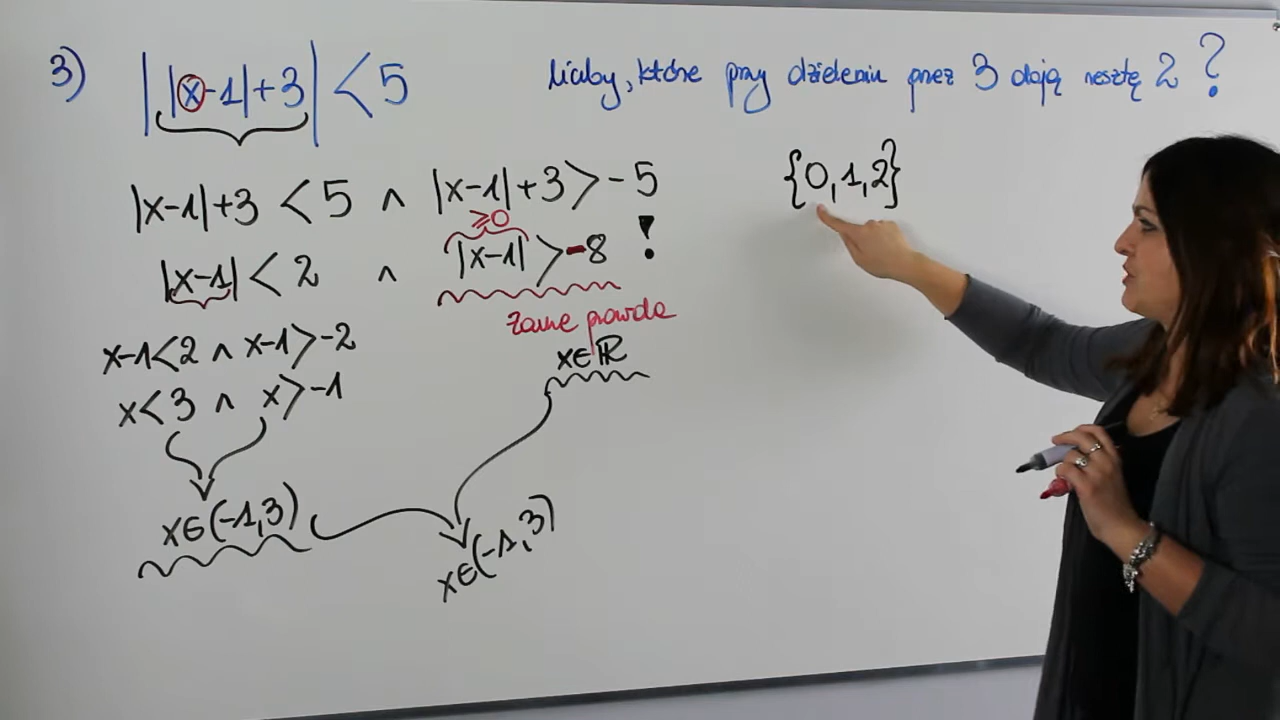 3) ||x-1|+3| < 5
liczby, które przy dzieleniu przez 3 dają resztę 2 ?
|x-1|+3 < 5 ∧ |x-1|+3 > -5
≥0
|x-1| < 2 ∧ |x-1| > -8 !
zawsze prawda
x∈ℝ
x-1<2 ∧ x-1>-2
x<3 ∧ x>-1
x∈(-1,3)
x∈(-1,3)
{0,1,2}